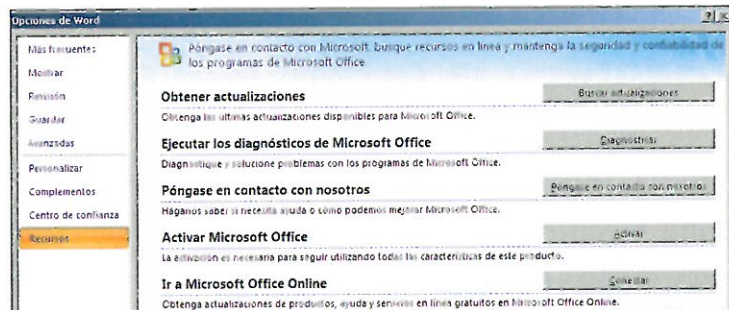 Opciones de Word
Más frecuentes
Mostrar
Revisión
Guardar
Avanzadas
Personalizar
Complementos
Centro de confianza
Recursos
Póngase en contacto con Microsoft, busque recursos en línea y mantenga la seguridad y confiabilidad de
los programas de Microsoft Office.
Obtener actualizaciones
Buscar actualizaciones
Obtenga las últimas actualizaciones disponibles para Microsoft Office.
Ejecutar los diagnósticos de Microsoft Office
Diagnosticar
Diagnostique y solucione problemas con los programas de Microsoft Office.
Póngase en contacto con nosotros
Póngase en contacto con nosotros
Háganos saber si necesita ayuda o cómo podemos mejorar Microsoft Office.
Activar Microsoft Office
Activar
La activación es necesaria para seguir utilizando todas las características de este producto.
Ir a Microsoft Office Online
Conectar
Obtenga actualizaciones de productos, ayuda y servicios en línea gratuitos en Microsoft Office Online.